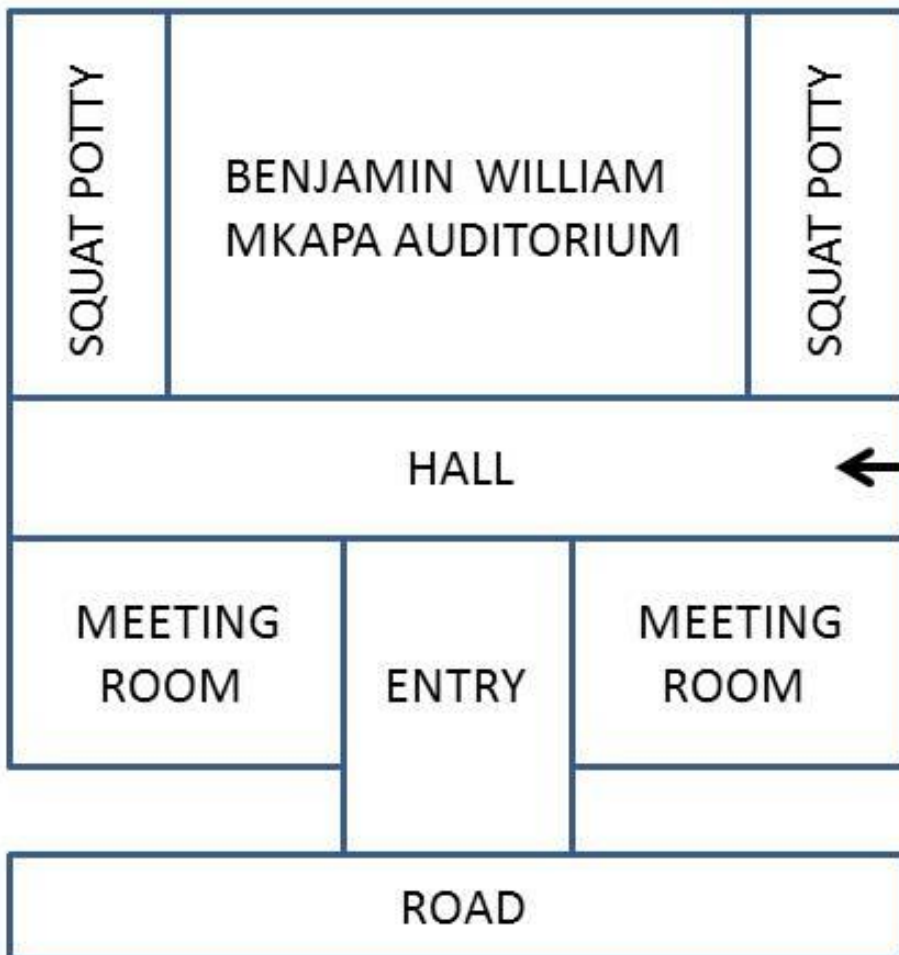 SQUAT POTTY
BENJAMIN WILLIAM
MKAPA AUDITORIUM
SQUAT POTTY
HALL
MEETING
ROOM
ENTRY
MEETING
ROOM
ROAD